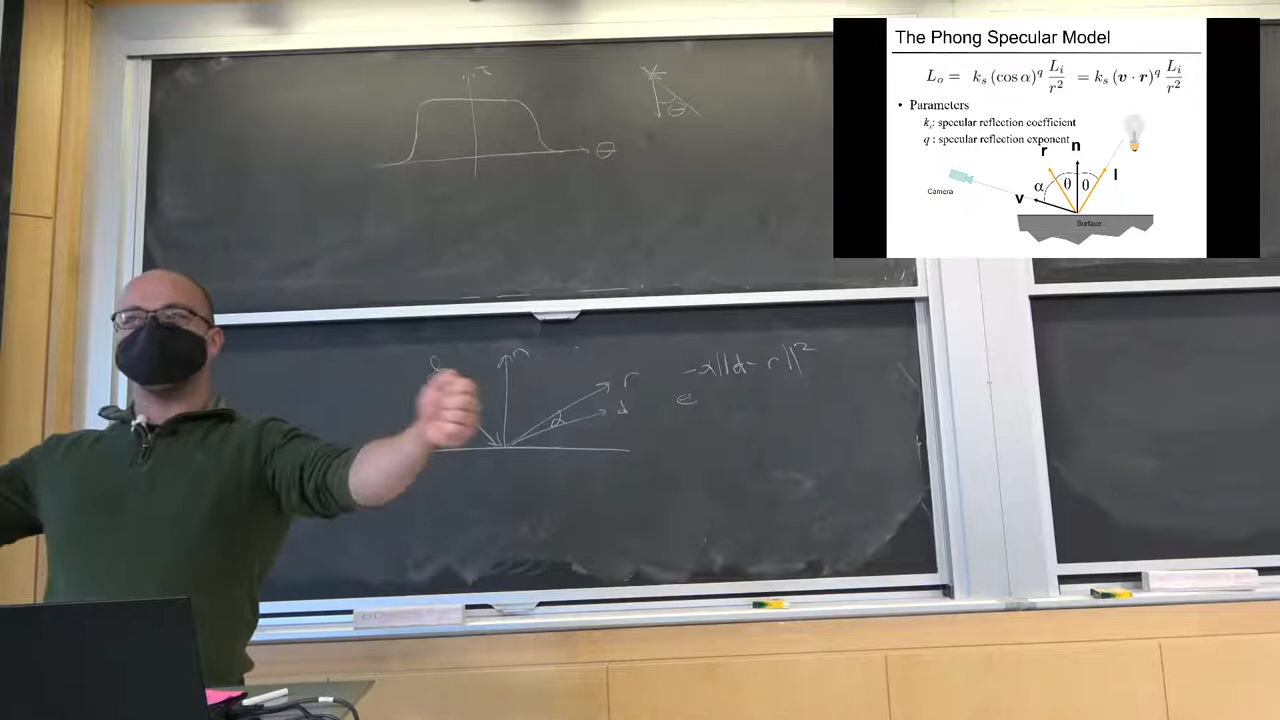 The Phong Specular Model
L_o = k_s (cos α)^q L_i / r^2 = k_s (v · r)^q L_i / r^2
• Parameters
k_s: specular reflection coefficient
q : specular reflection exponent
r n l
α θ θ
Camera
v
Surface
θ
θ
n
r
d
α
e^{-α||d-r||^2}